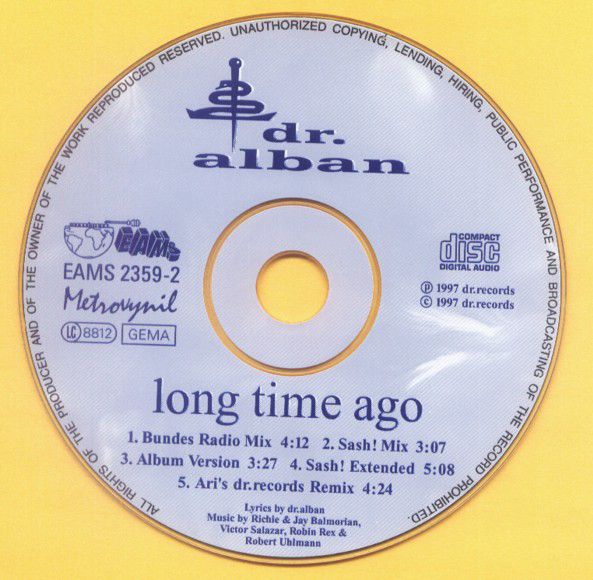 ALL RIGHTS OF THE PRODUCER AND OF THE OWNER OF THE WORK REPRODUCED RESERVED. UNAUTHORIZED COPYING, LENDING, HIRING, PUBLIC PERFORMANCE AND BROADCASTING OF THE RECORD PROHIBITED.
dr.
alban
EAMS
EAMS 2359-2
Metrovynil
LC 8812 GEMA
COMPACT
disc
DIGITAL AUDIO
℗ 1997 dr.records
© 1997 dr.records
long time ago
1. Bundes Radio Mix 4:12 2. Sash! Mix 3:07
3. Album Version 3:27 4. Sash! Extended 5:08
5. Ari's dr.records Remix 4:24
Lyrics by dr.alban
Music by Richie & Jay Balmorian,
Victor Salazar, Robin Rex &
Robert Uhlmann